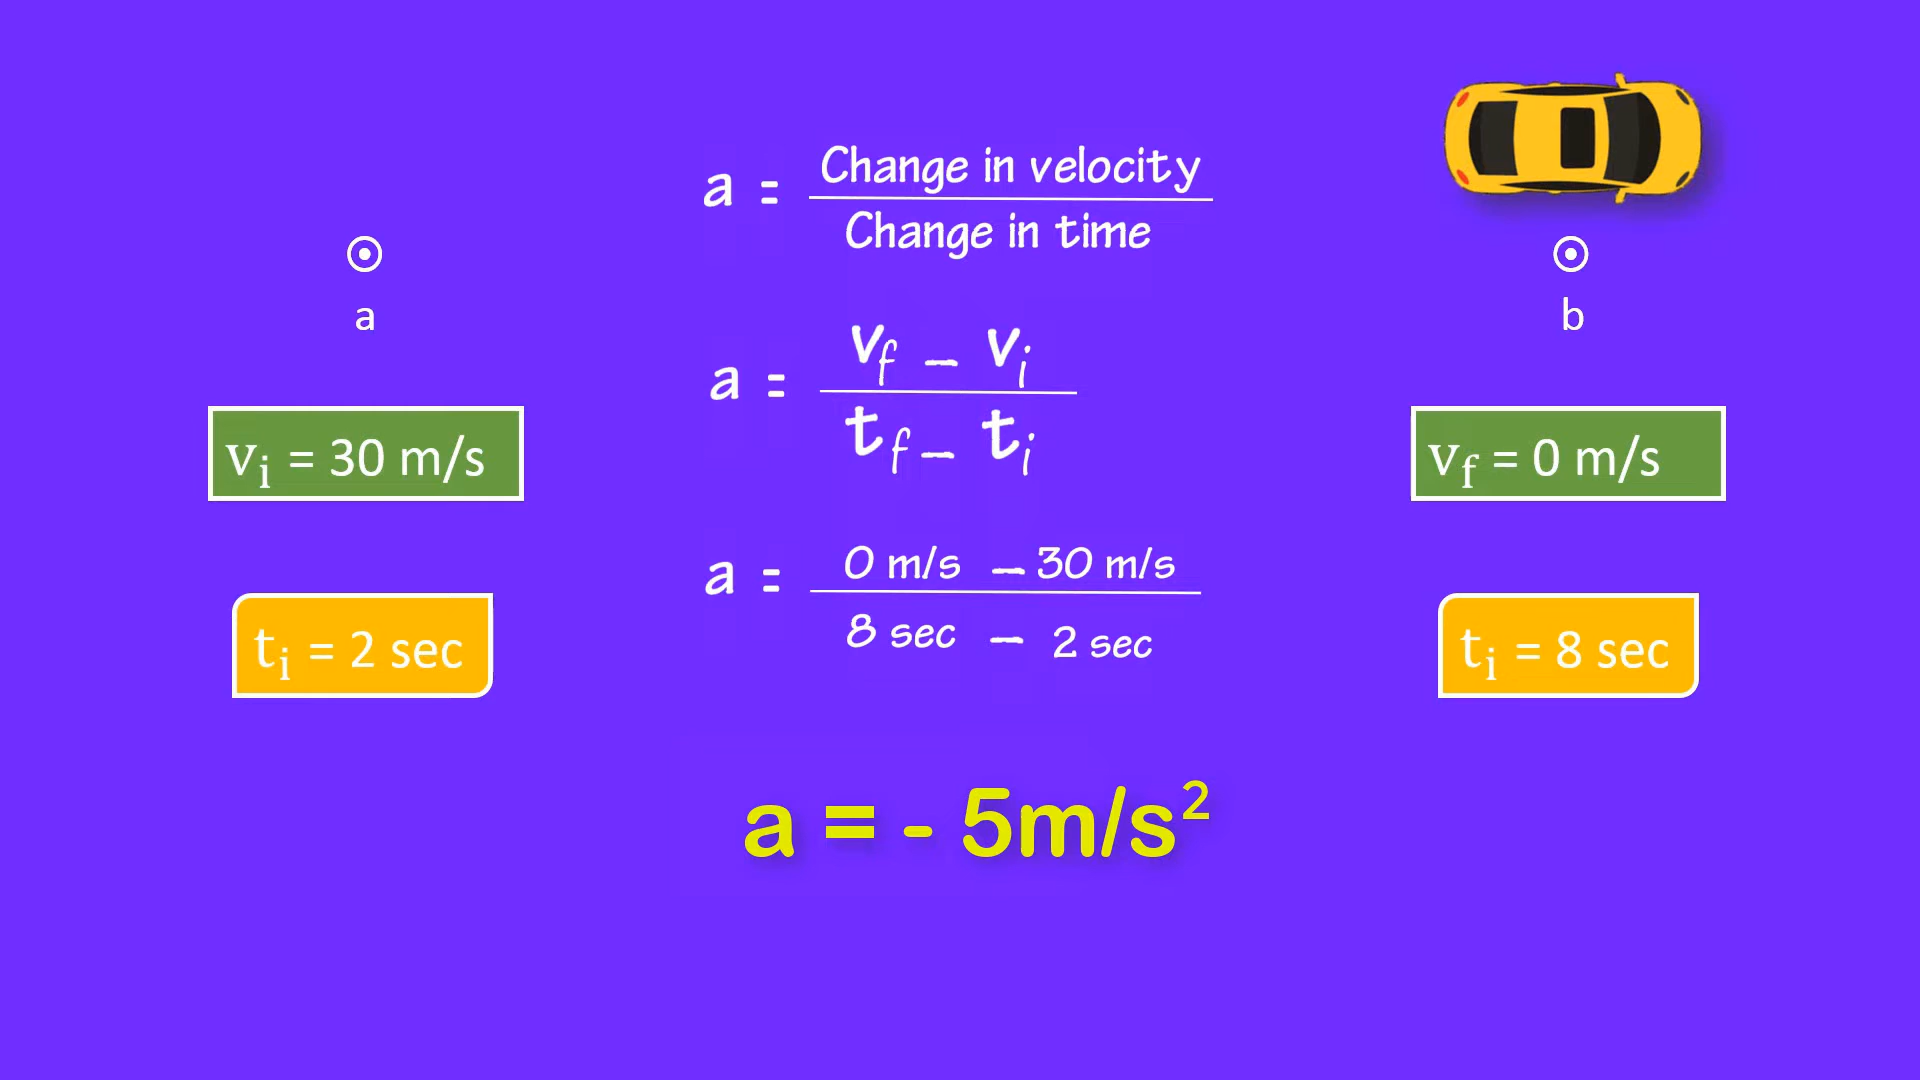 a = Change in velocity
Change in time
a
b
a = vf – vi
tf – ti
vi = 30 m/s
vf = 0 m/s
a = 0 m/s – 30 m/s
8 sec – 2 sec
ti = 2 sec
ti = 8 sec
a = - 5m/s²